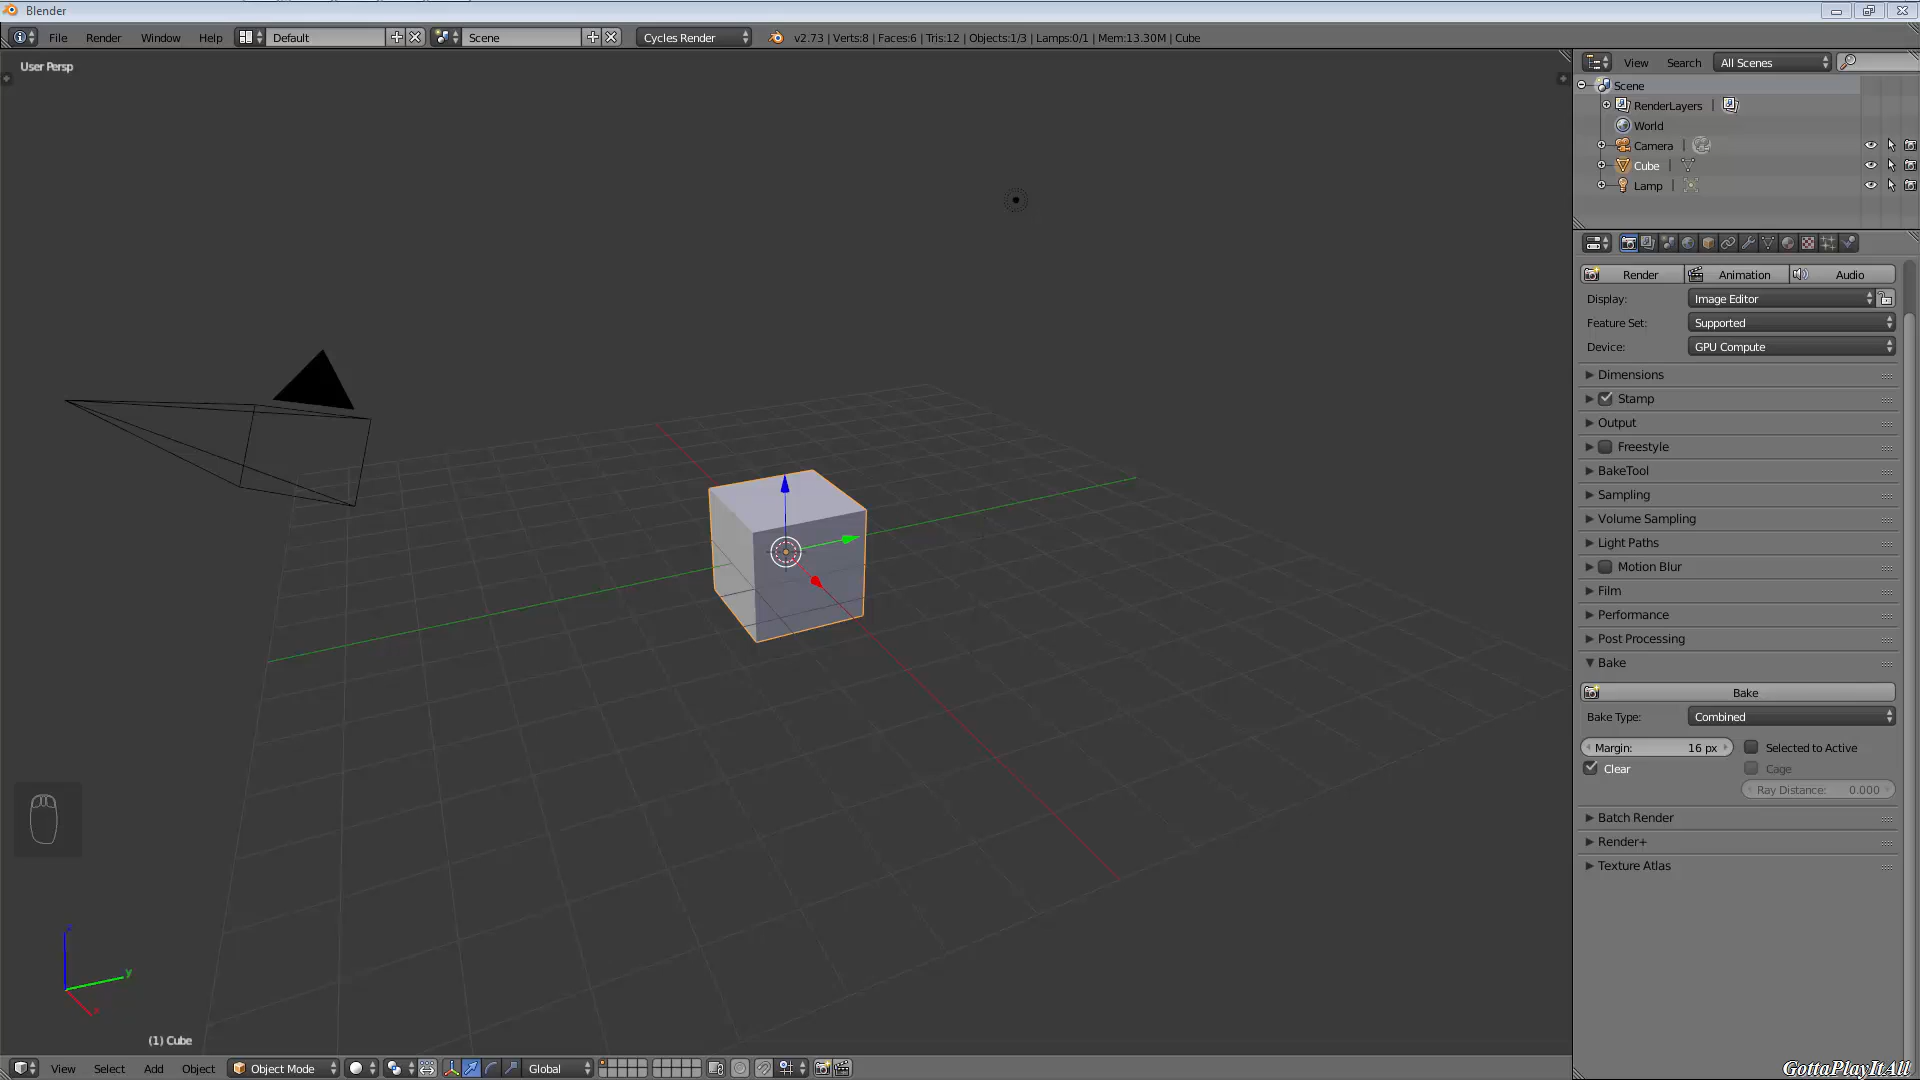 Blender
File Render Window Help Default Scene Cycles Render v2.73 | Verts:8 | Faces:6 | Tris:12 | Objects:1/3 | Lamps:0/1 | Mem:13.30M | Cube
User Persp
View Search All Scenes
Scene
RenderLayers
World
Camera
Cube
Lamp
Render Animation Audio
Display: Image Editor
Feature Set: Supported
Device: GPU Compute
Dimensions
Stamp
Output
Freestyle
BakeTool
Sampling
Volume Sampling
Light Paths
Motion Blur
Film
Performance
Post Processing
Bake
Bake
Bake Type: Combined
Margin: 16 px Selected to Active
Clear Cage
Ray Distance: 0.000
Batch Render
Render+
Texture Atlas
z
y
x
(1) Cube
View Select Add Object Object Mode Global
GottaPlayItAll